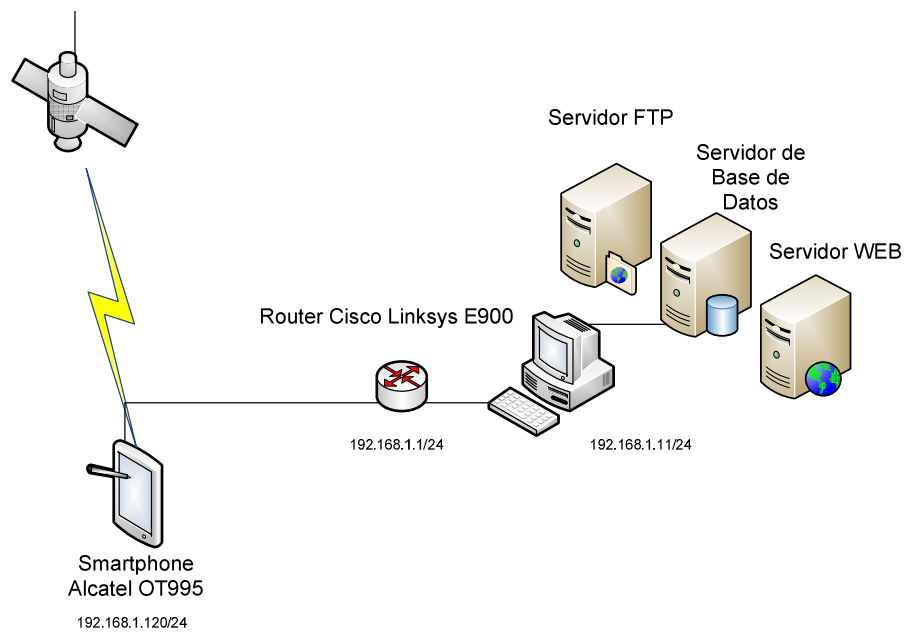 Servidor FTP
Servidor de
Base de
Datos
Servidor WEB
Router Cisco Linksys E900
192.168.1.1/24
192.168.1.11/24
Smartphone
Alcatel OT995
192.168.1.120/24